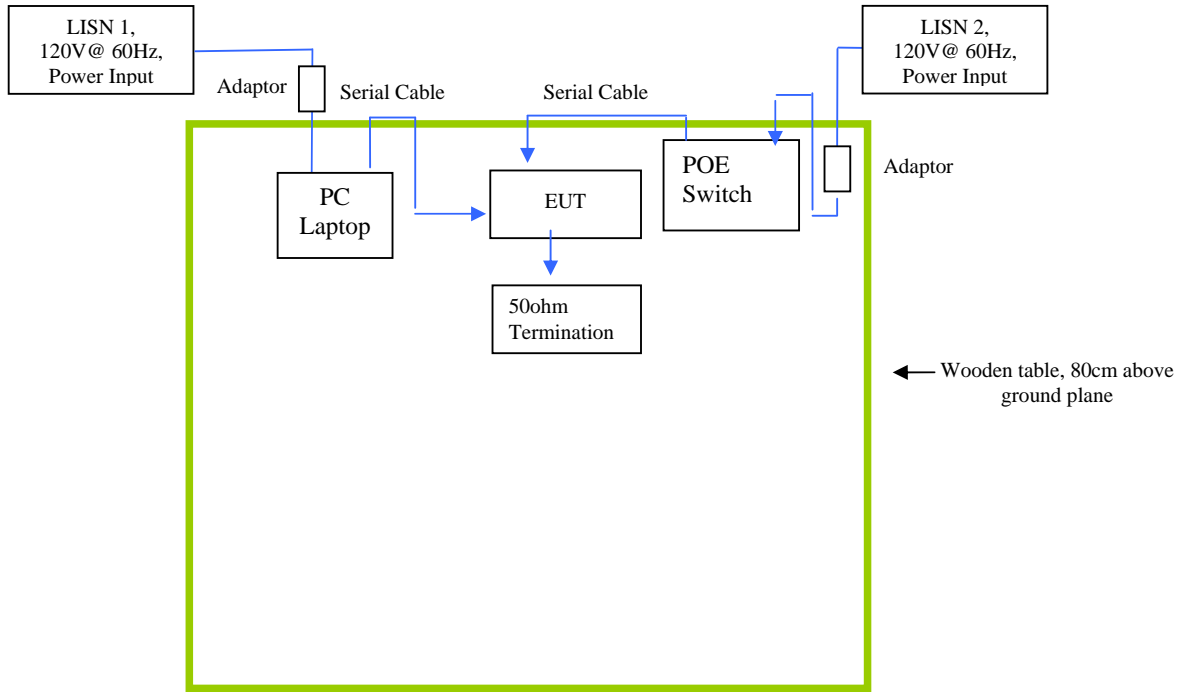 LISN 1,
120V@ 60Hz,
Power Input
LISN 2,
120V@ 60Hz,
Power Input
Adaptor
Serial Cable
Serial Cable
Adaptor
PC
Laptop
EUT
POE
Switch
50ohm
Termination
Wooden table, 80cm above
ground plane